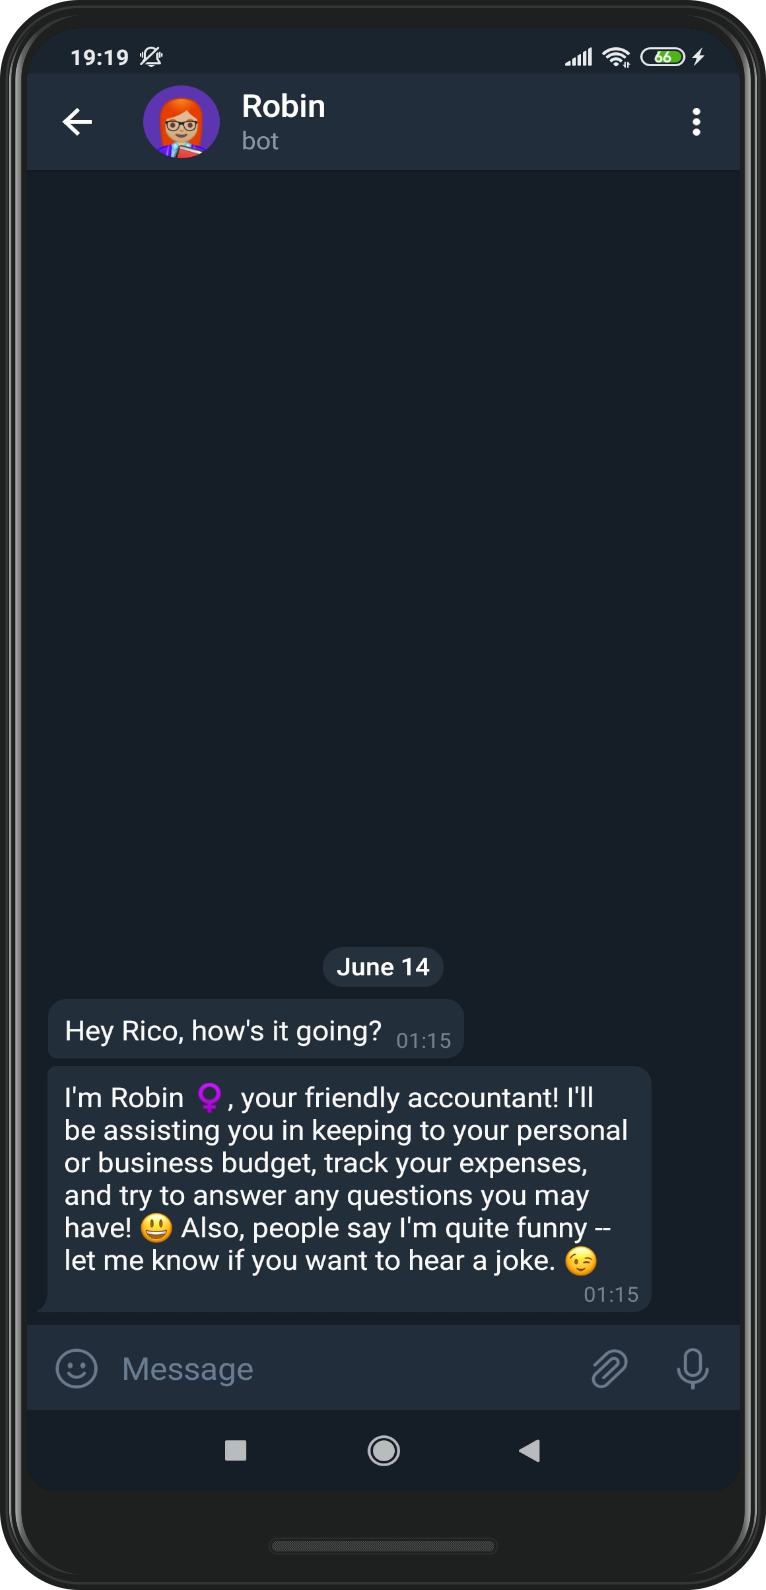 19:19
66
Robin
bot
June 14
Hey Rico, how's it going? 01:15
I'm Robin ♀, your friendly accountant! I'll
be assisting you in keeping to your personal
or business budget, track your expenses,
and try to answer any questions you may
have! 😃 Also, people say I'm quite funny --
let me know if you want to hear a joke. 😉
01:15
Message